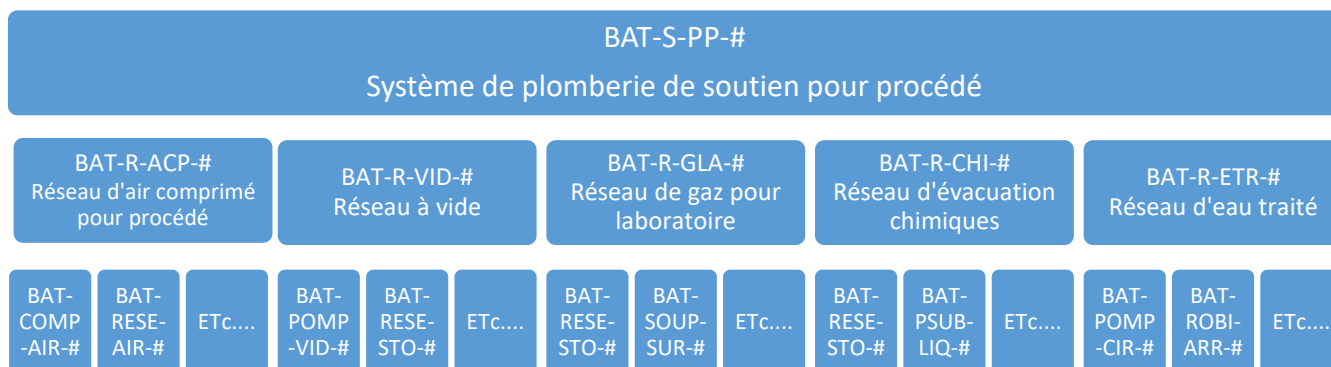 BAT-S-PP-#
Système de plomberie de soutien pour procédé
BAT-R-ACP-#
Réseau d'air comprimé
pour procédé
BAT-R-VID-#
Réseau à vide
BAT-R-GLA-#
Réseau de gaz pour
laboratoire
BAT-R-CHI-#
Réseau d'évacuation
chimiques
BAT-R-ETR-#
Réseau d'eau traité
BAT-
COMP
-AIR-#
BAT-
RESE-
AIR-#
ETc....
BAT-
POMP
-VID-#
BAT-
RESE-
STO-#
ETc....
BAT-
RESE-
STO-#
BAT-
SOUP-
SUR-#
ETc....
BAT-
RESE-
STO-#
BAT-
PSUB-
LIQ-#
ETc....
BAT-
POMP
-CIR-#
BAT-
ROBI-
ARR-#
ETc....